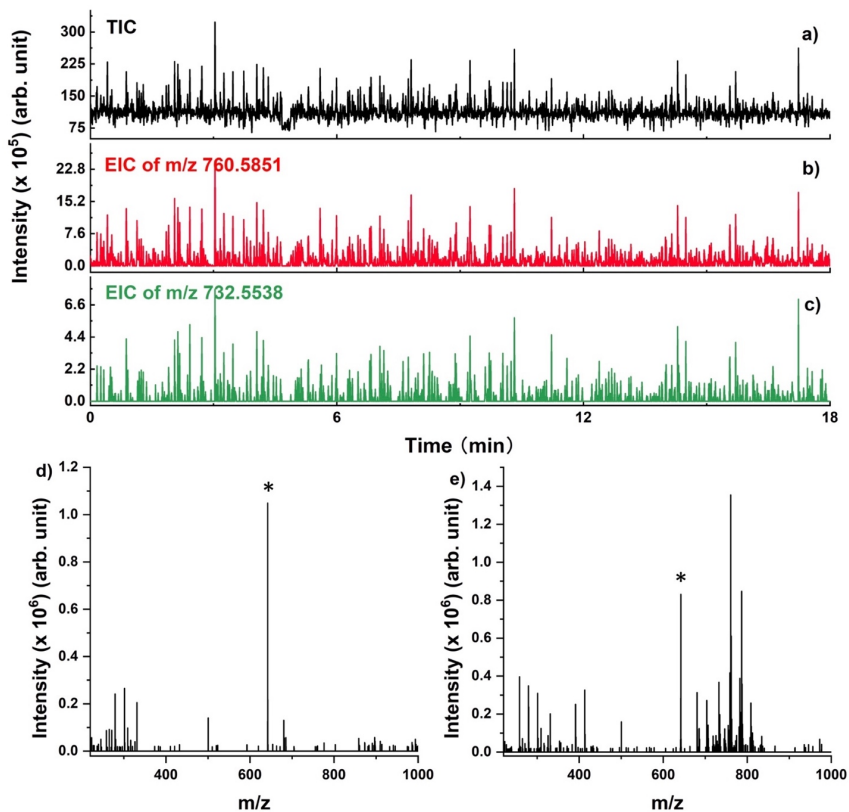 TIC
a)
300
225
150
75
EIC of m/z 760.5851
b)
22.8
15.2
7.6
0.0
EIC of m/z 732.5538
c)
6.6
4.4
2.2
0.0
Intensity (x 10⁵) (arb. unit)
0 6 12 18
Time (min)
d)
*
1.2
1.0
0.8
0.6
0.4
0.2
0.0
Intensity (x 10⁶) (arb. unit)
400 600 800 1000
m/z
e)
*
1.4
1.2
1.0
0.8
0.6
0.4
0.2
0.0
Intensity (x 10⁶) (arb. unit)
400 600 800 1000
m/z